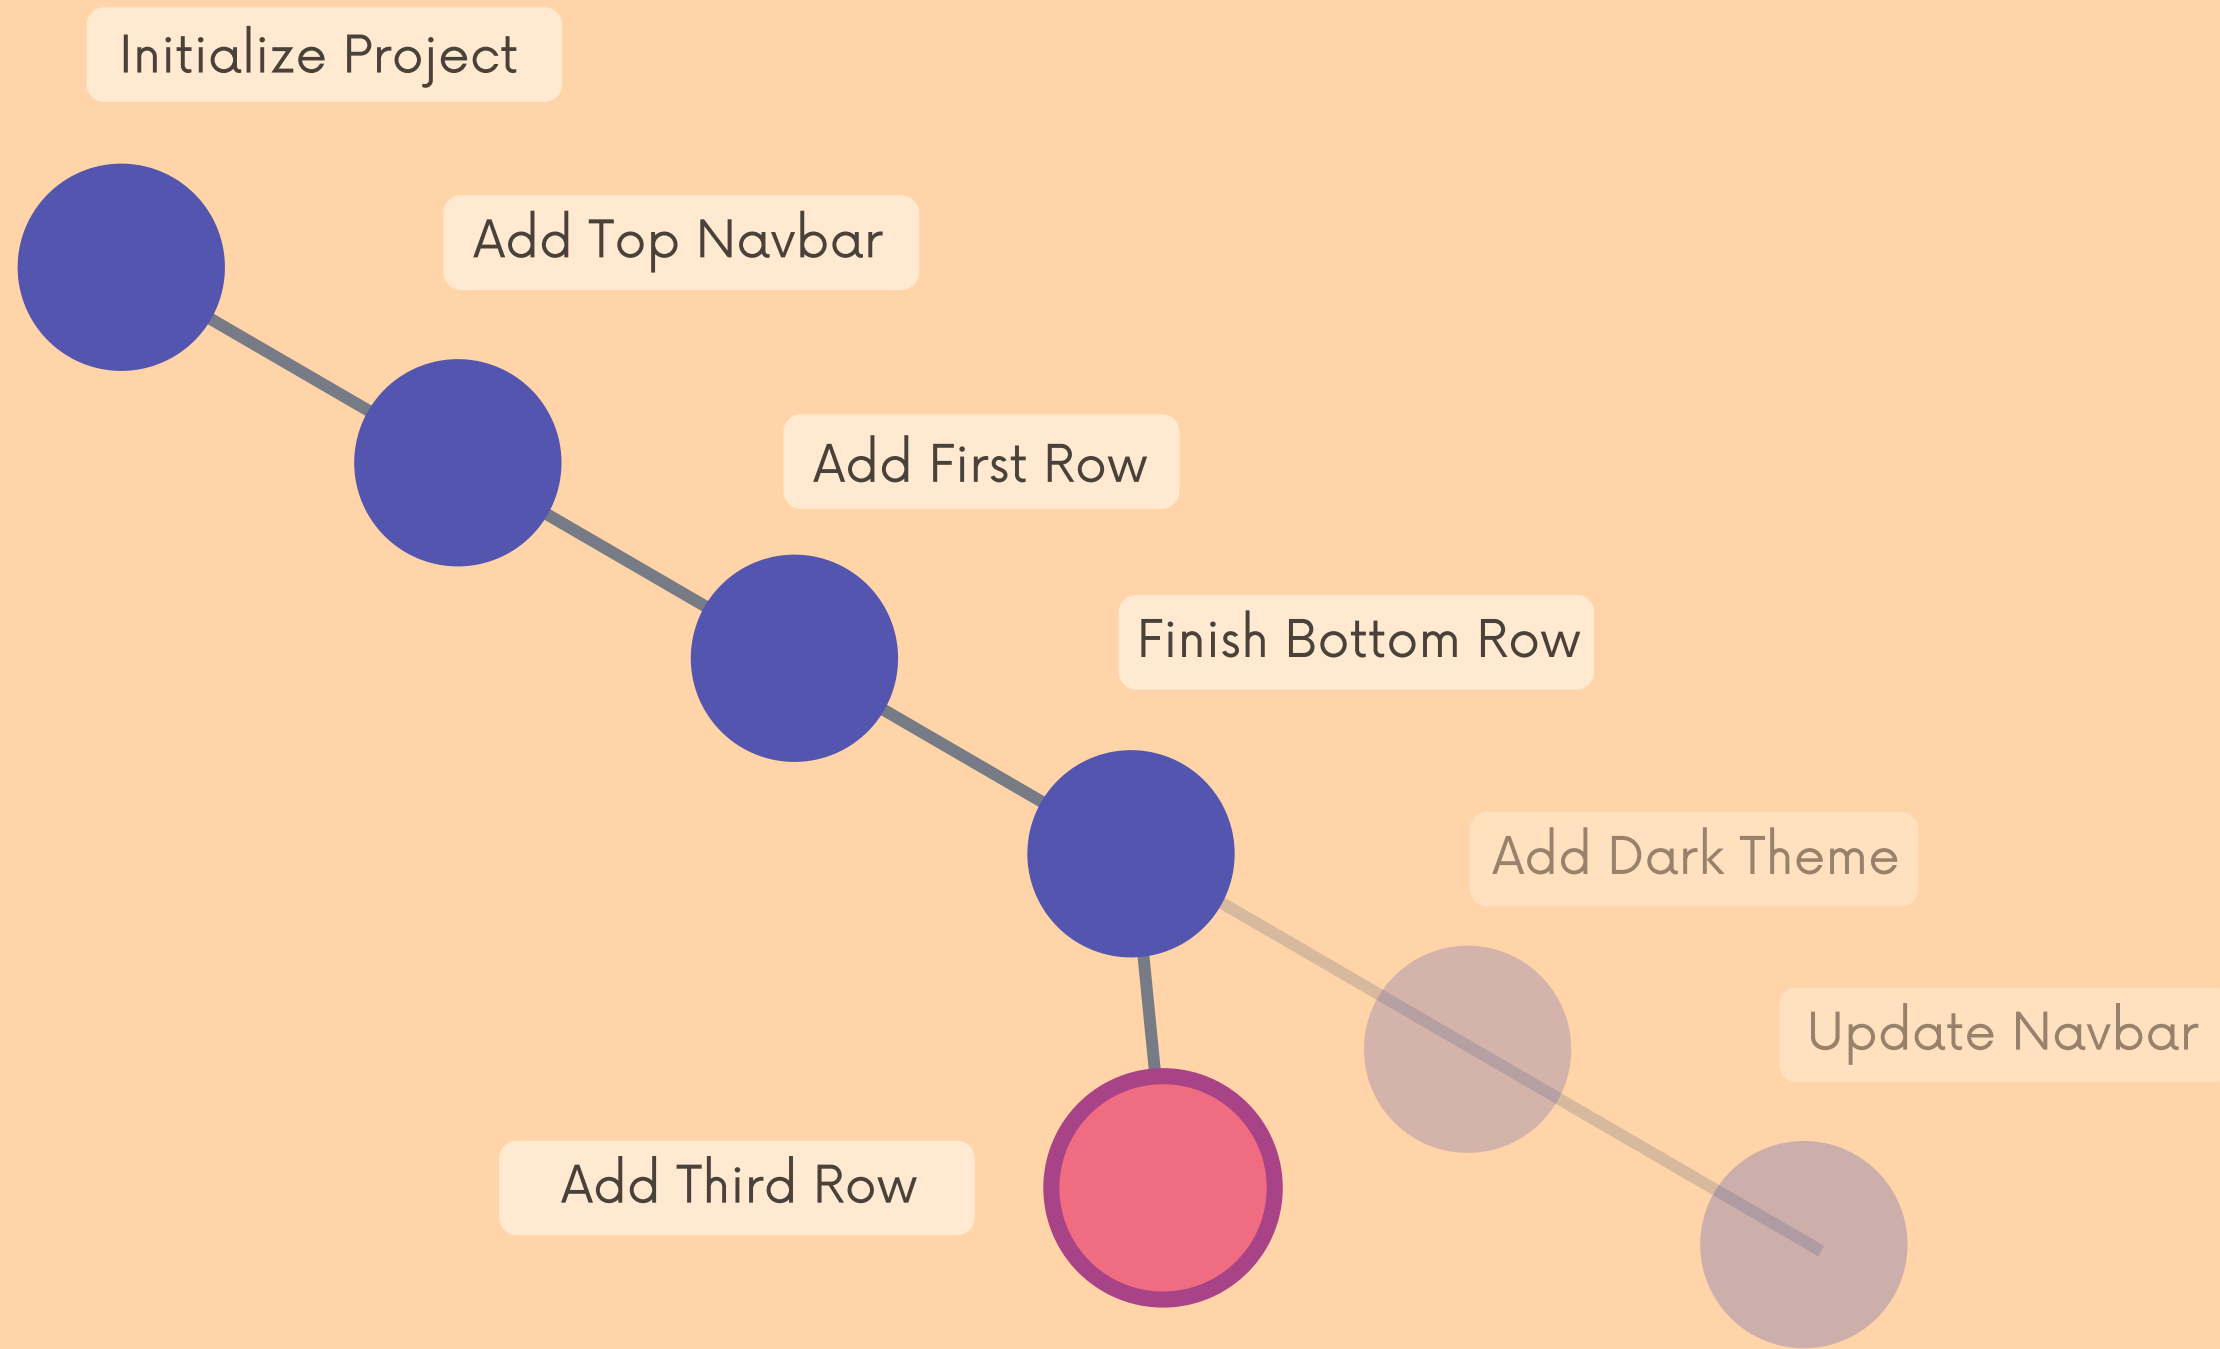 Initialize Project
Add Top Navbar
Add First Row
Finish Bottom Row
Add Dark Theme
Update Navbar
Add Third Row